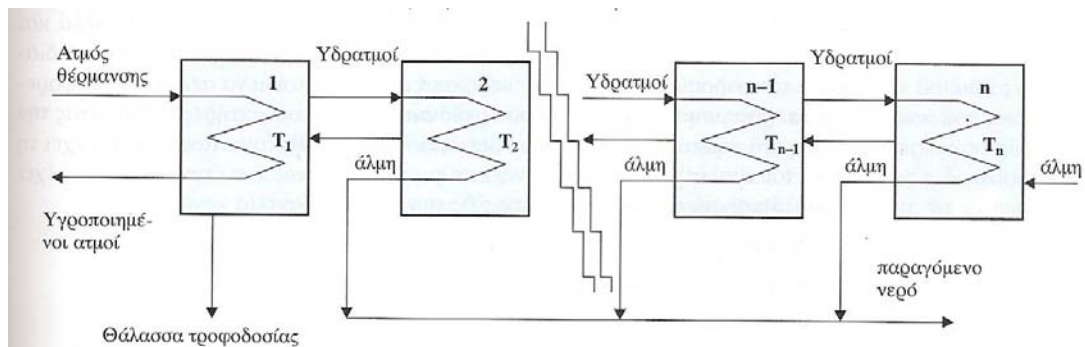 Ατμός
θέρμανσης
Υδρατμοί
Υδρατμοί
Υδρατμοί
1
2
n–1
n
T₁
T₂
Tₙ₋₁
Tₙ
άλμη
άλμη
άλμη
άλμη
Υγροποιημέ-
νοι ατμοί
παραγόμενο
νερό
Θάλασσα τροφοδοσίας